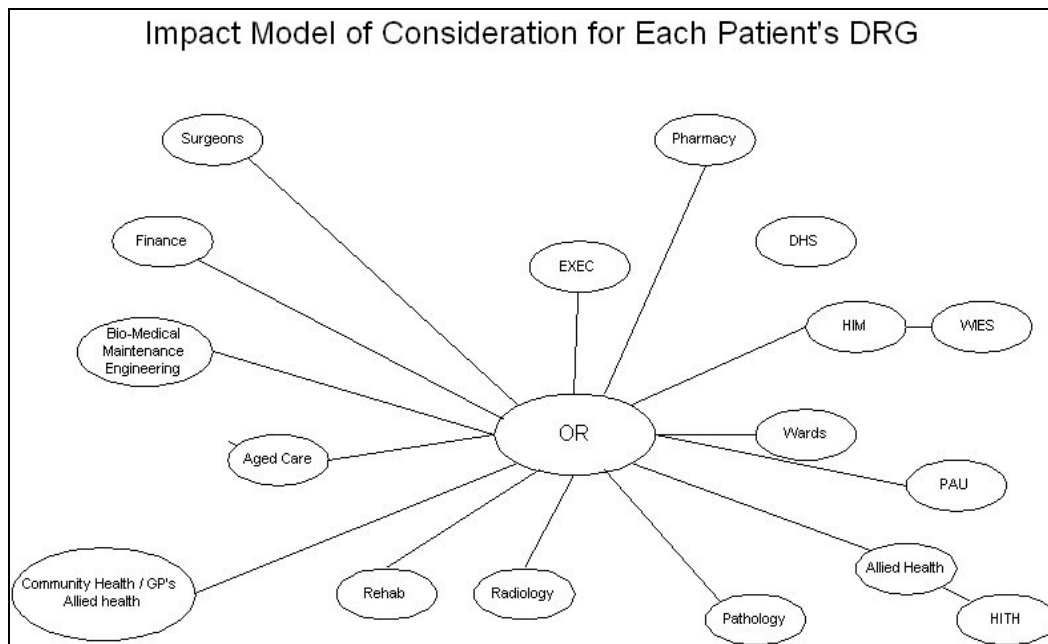 Impact Model of Consideration for Each Patient's DRG
Surgeons
Pharmacy
Finance
DHS
EXEC
Bio-Medical
Maintenance
Engineering
HIM
WIES
OR
Wards
Aged Care
PAU
Community Health / GP's
Allied health
Rehab
Radiology
Allied Health
Pathology
HITH